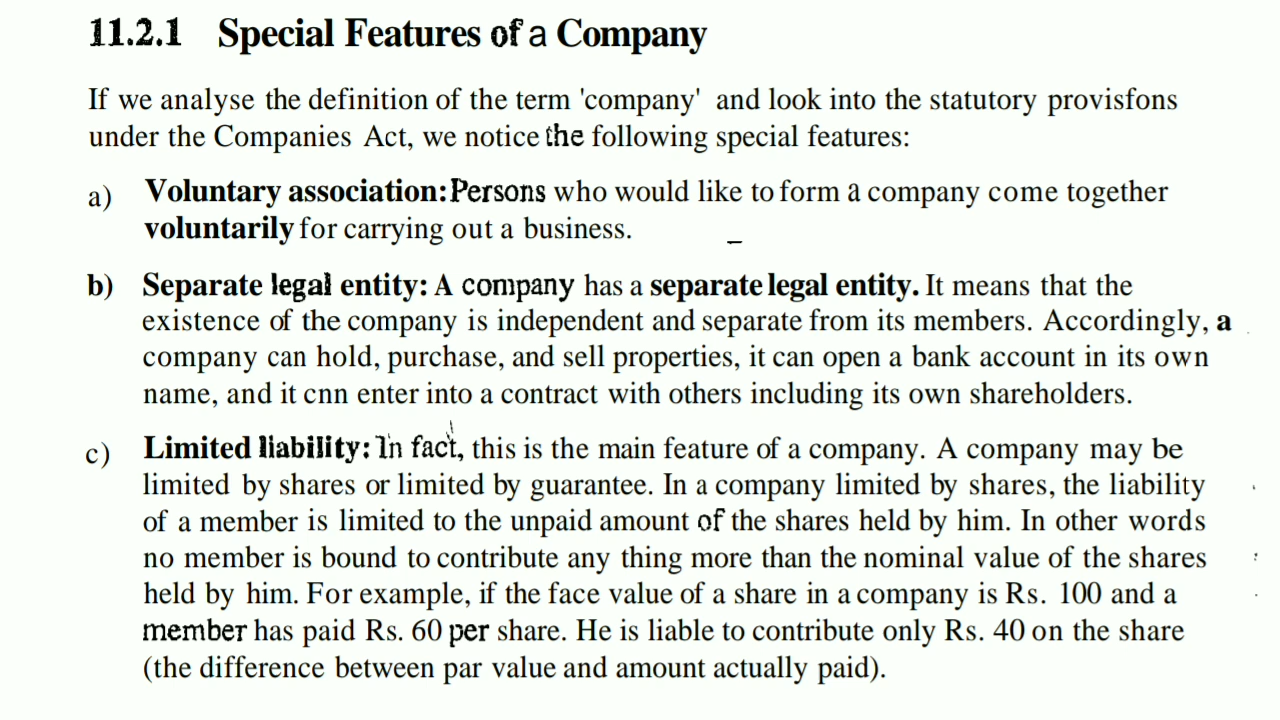 11.2.1 Special Features of a Company
If we analyse the definition of the term 'company' and look into the statutory provisfons
under the Companies Act, we notice the following special features:
a) Voluntary association: Persons who would like to form a company come together
voluntarily for carrying out a business.
b) Separate legal entity: A company has a separate legal entity. It means that the
existence of the company is independent and separate from its members. Accordingly, a
company can hold, purchase, and sell properties, it can open a bank account in its own
name, and it cnn enter into a contract with others including its own shareholders.
c) Limited liability: In fact, this is the main feature of a company. A company may be
limited by shares or limited by guarantee. In a company limited by shares, the liability
of a member is limited to the unpaid amount of the shares held by him. In other words
no member is bound to contribute any thing more than the nominal value of the shares
held by him. For example, if the face value of a share in a company is Rs. 100 and a
member has paid Rs. 60 per share. He is liable to contribute only Rs. 40 on the share
(the difference between par value and amount actually paid).